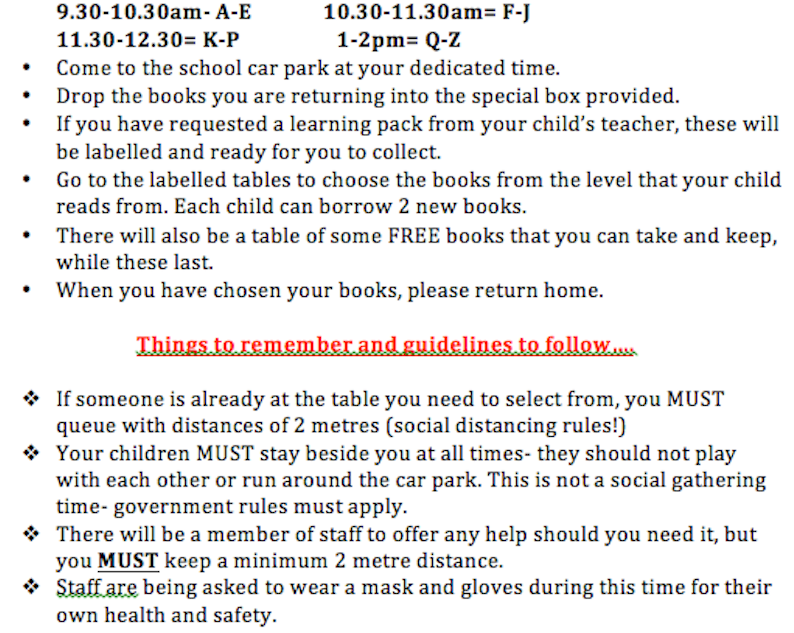 9.30-10.30am- A-E 10.30-11.30am= F-J
11.30-12.30= K-P 1-2pm= Q-Z
• Come to the school car park at your dedicated time.
• Drop the books you are returning into the special box provided.
• If you have requested a learning pack from your child's teacher, these will
be labelled and ready for you to collect.
• Go to the labelled tables to choose the books from the level that your child
reads from. Each child can borrow 2 new books.
• There will also be a table of some FREE books that you can take and keep,
while these last.
• When you have chosen your books, please return home.
Things to remember and guidelines to follow....
❖ If someone is already at the table you need to select from, you MUST
queue with distances of 2 metres (social distancing rules!)
❖ Your children MUST stay beside you at all times- they should not play
with each other or run around the car park. This is not a social gathering
time- government rules must apply.
❖ There will be a member of staff to offer any help should you need it, but
you MUST keep a minimum 2 metre distance.
❖ Staff are being asked to wear a mask and gloves during this time for their
own health and safety.